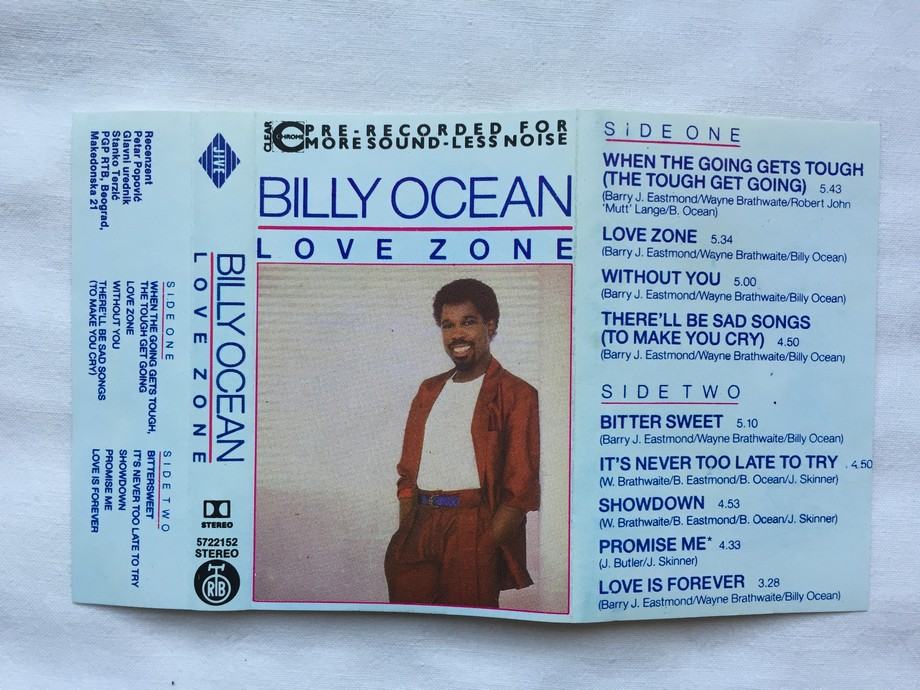 Recenzent
Petar Popović
Glavni urednik
Stanko Terzić
PGP RTB, Beograd,
Makedonska 21
SIDE ONE
WHEN THE GOING GETS TOUGH,
THE TOUGH GET GOING
LOVE ZONE
WITHOUT YOU
THERE'LL BE SAD SONGS
(TO MAKE YOU CRY)
SIDE TWO
BITTERSWEET
IT'S NEVER TOO LATE TO TRY
SHOWDOWN
PROMISE ME
LOVE IS FOREVER
JIVE
BILLY OCEAN
LOVE ZONE
STEREO
5722152
STEREO
RTB
CLEAR CHROME
PRE-RECORDED FOR
MORE SOUND-LESS NOISE
BILLY OCEAN
LOVE ZONE
SIDE ONE
WHEN THE GOING GETS TOUGH
(THE TOUGH GET GOING) 5.43
(Barry J. Eastmond/Wayne Brathwaite/Robert John
'Mutt' Lange/B. Ocean)
LOVE ZONE 5.34
(Barry J. Eastmond/Wayne Brathwaite/Billy Ocean)
WITHOUT YOU 5.00
(Barry J. Eastmond/Wayne Brathwaite/Billy Ocean)
THERE'LL BE SAD SONGS
(TO MAKE YOU CRY) 4.50
(Barry J. Eastmond/Wayne Brathwaite/Billy Ocean)
SIDE TWO
BITTER SWEET 5.10
(Barry J. Eastmond/Wayne Brathwaite/Billy Ocean)
IT'S NEVER TOO LATE TO TRY . 4.50
(W. Brathwaite/B. Eastmond/B. Ocean/J. Skinner)
SHOWDOWN 4.53
(W. Brathwaite/B. Eastmond/B. Ocean/J. Skinner)
PROMISE ME* 4.33
(J. Butler/J. Skinner)
LOVE IS FOREVER 3.28
(Barry J. Eastmond/Wayne Brathwaite/Billy Ocean)